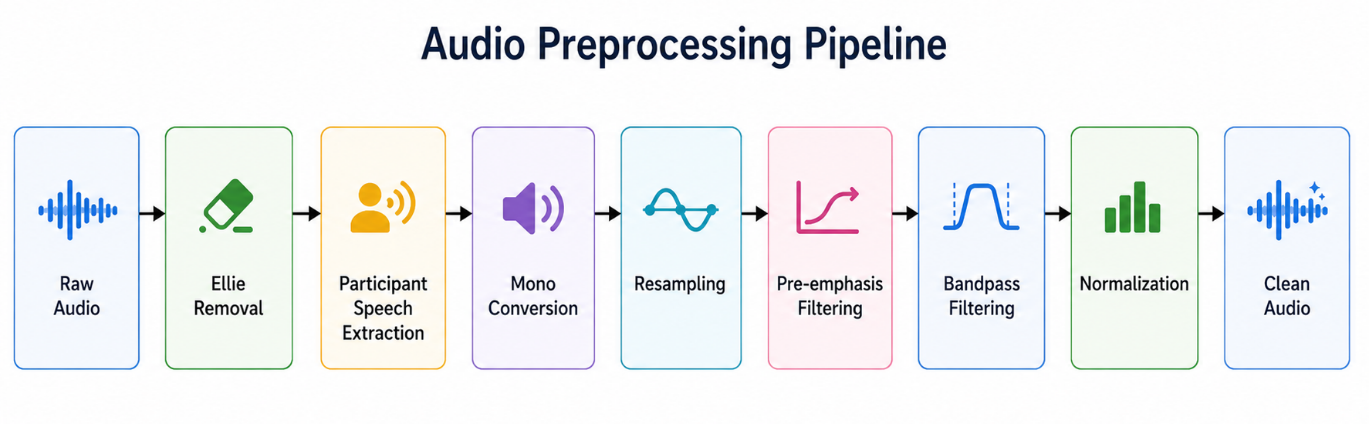 Audio Preprocessing Pipeline
Raw
Audio
Ellie
Removal
Participant
Speech
Extraction
Mono
Conversion
Resampling
Pre-emphasis
Filtering
Bandpass
Filtering
Normalization
Clean
Audio